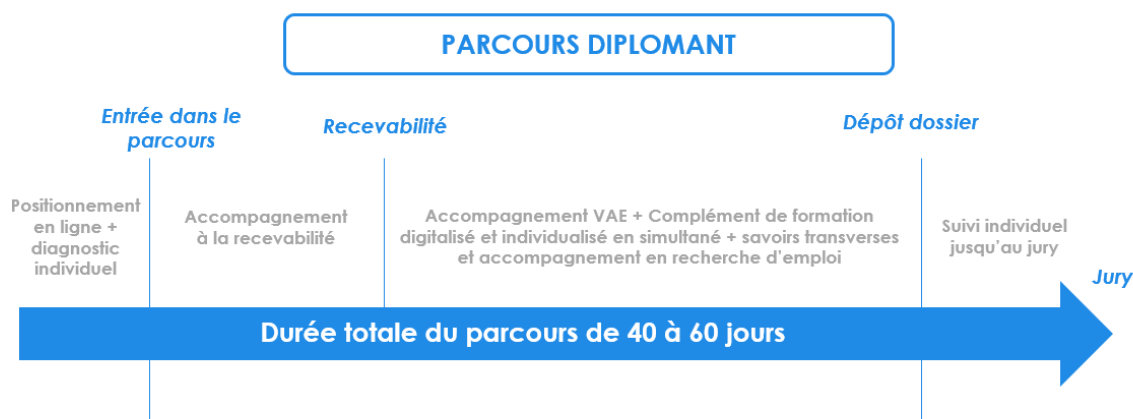 PARCOURS DIPLOMANT
Entrée dans le
parcours
Recevabilité
Dépôt dossier
Positionnement
en ligne +
diagnostic
individuel
Accompagnement
à la recevabilité
Accompagnement VAE + Complément de formation
digitalisé et individualisé en simultané + savoirs transverses
et accompagnement en recherche d'emploi
Suivi individuel
jusqu'au jury
Jury
Durée totale du parcours de 40 à 60 jours